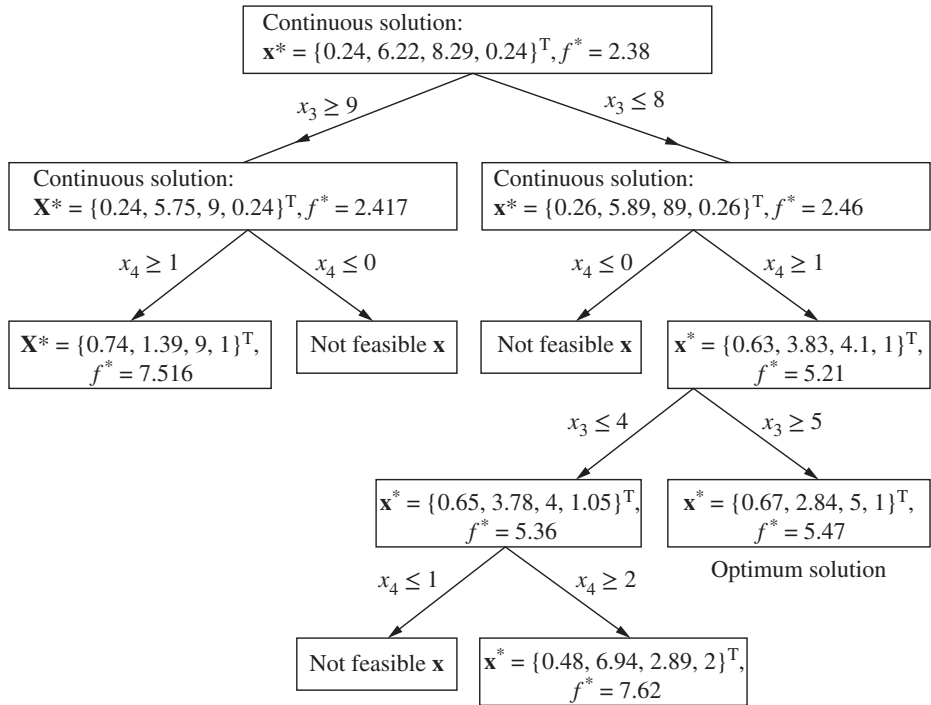 Continuous solution:
x* = {0.24, 6.22, 8.29, 0.24}ᵀ, f* = 2.38
x₃ ≥ 9
x₃ ≤ 8
Continuous solution:
X* = {0.24, 5.75, 9, 0.24}ᵀ, f* = 2.417
Continuous solution:
x* = {0.26, 5.89, 89, 0.26}ᵀ, f* = 2.46
x₄ ≥ 1
x₄ ≤ 0
x₄ ≤ 0
x₄ ≥ 1
X* = {0.74, 1.39, 9, 1}ᵀ,
f* = 7.516
Not feasible x
Not feasible x
x* = {0.63, 3.83, 4.1, 1}ᵀ,
f* = 5.21
x₃ ≤ 4
x₃ ≥ 5
x* = {0.65, 3.78, 4, 1.05}ᵀ,
f* = 5.36
x* = {0.67, 2.84, 5, 1}ᵀ,
f* = 5.47
Optimum solution
x₄ ≤ 1
x₄ ≥ 2
Not feasible x
x* = {0.48, 6.94, 2.89, 2}ᵀ,
f* = 7.62